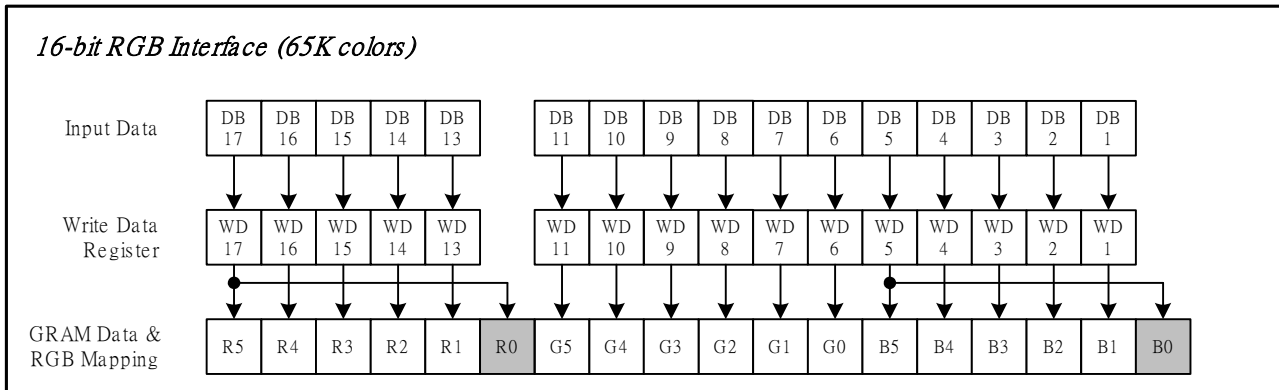 16-bit RGB Interface (65K colors)
Input Data DB 17 DB 16 DB 15 DB 14 DB 13 DB 11 DB 10 DB 9 DB 8 DB 7 DB 6 DB 5 DB 4 DB 3 DB 2 DB 1
Write Data Register WD 17 WD 16 WD 15 WD 14 WD 13 WD 11 WD 10 WD 9 WD 8 WD 7 WD 6 WD 5 WD 4 WD 3 WD 2 WD 1
GRAM Data & RGB Mapping R5 R4 R3 R2 R1 R0 G5 G4 G3 G2 G1 G0 B5 B4 B3 B2 B1 B0